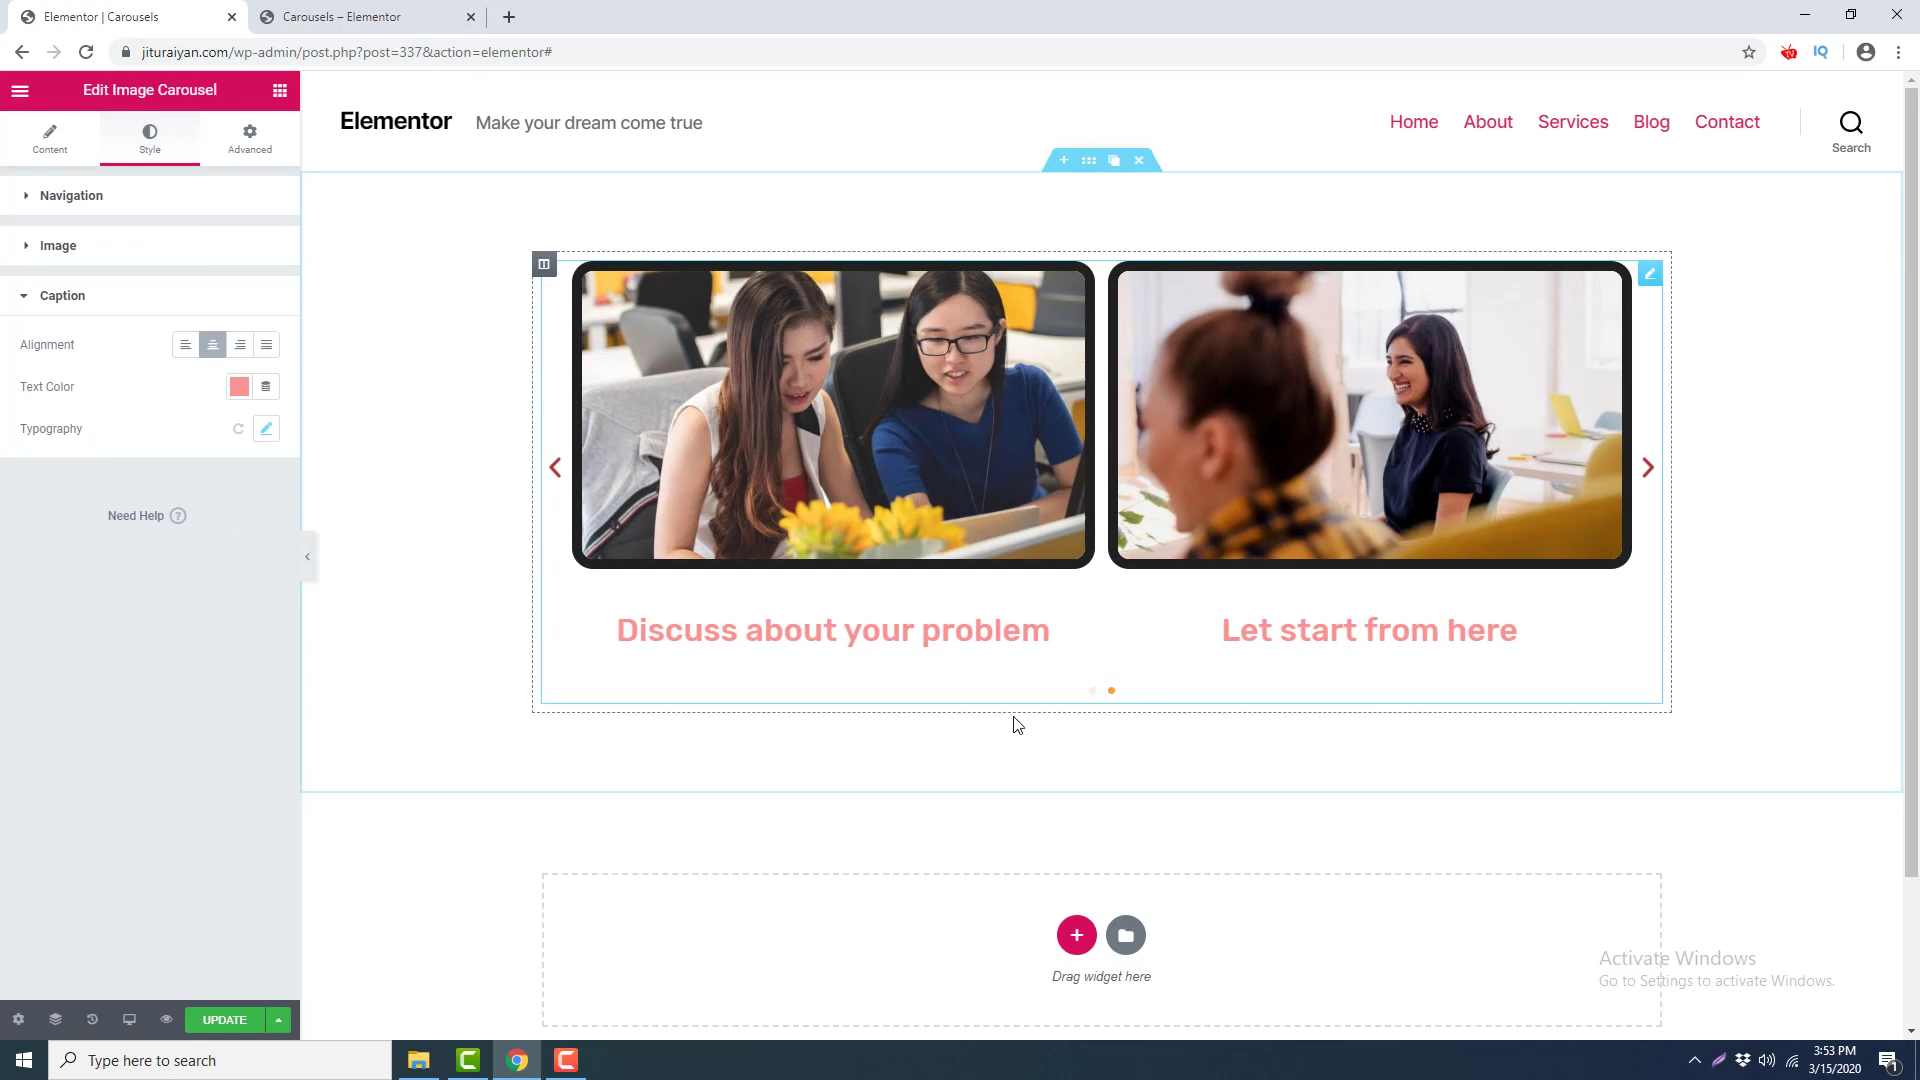 Elementor | Carousels
Carousels – Elementor
jituraiyan.com/wp-admin/post.php?post=337&action=elementor#
IQ
Edit Image Carousel
Content
Style
Advanced
Elementor
Make your dream come true
Home
About
Services
Blog
Contact
Search
Navigation
Image
Caption
Alignment
Text Color
Typography
Need Help ?
Discuss about your problem
Let start from here
Drag widget here
Activate Windows
Go to Settings to activate Windows.
UPDATE
Type here to search
3:53 PM
3/15/2020
1